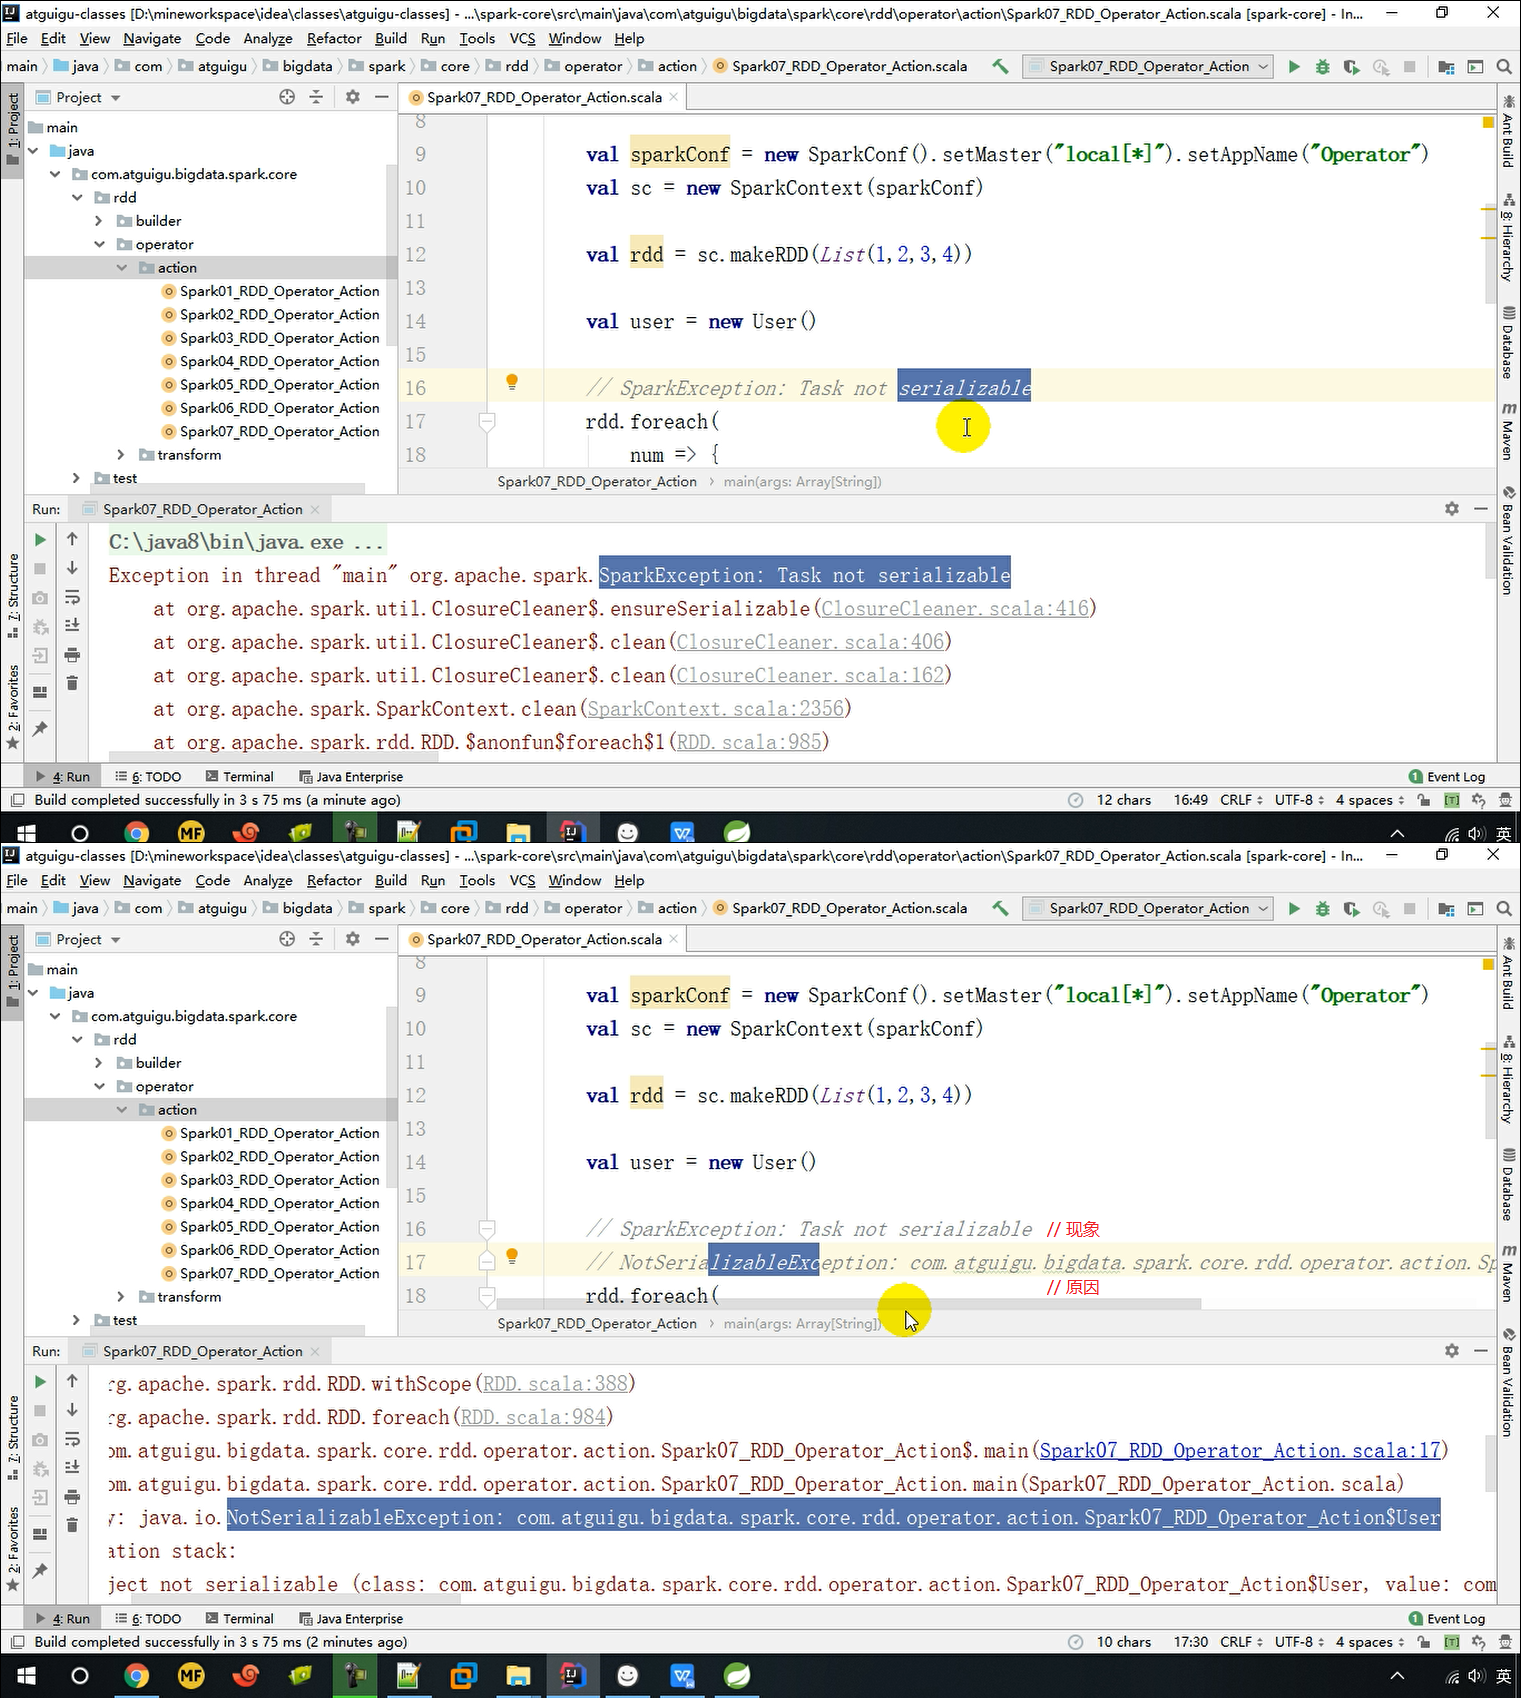 atguigu-classes [D:\mineworkspace\idea\classes\atguigu-classes] - ...\spark-core\src\main\java\com\atguigu\bigdata\spark\core\rdd\operator\action\Spark07_RDD_Operator_Action.scala [spark-core] - In...
File Edit View Navigate Code Analyze Refactor Build Run Tools VCS Window Help
main java com atguigu bigdata spark core rdd operator action Spark07_RDD_Operator_Action.scala Spark07_RDD_Operator_Action
1: Project
7: Structure
2: Favorites
Project
main
java
com.atguigu.bigdata.spark.core
rdd
builder
operator
action
Spark01_RDD_Operator_Action
Spark02_RDD_Operator_Action
Spark03_RDD_Operator_Action
Spark04_RDD_Operator_Action
Spark05_RDD_Operator_Action
Spark06_RDD_Operator_Action
Spark07_RDD_Operator_Action
transform
test
Spark07_RDD_Operator_Action.scala
8
9 val sparkConf = new SparkConf().setMaster("local[*]").setAppName("Operator")
10 val sc = new SparkContext(sparkConf)
11
12 val rdd = sc.makeRDD(List(1,2,3,4))
13
14 val user = new User()
15
16 // SparkException: Task not serializable
17 rdd.foreach(
18 num => {
Spark07_RDD_Operator_Action main(args: Array[String])
Ant Build
8: Hierarchy
Database
Maven
Bean Validation
Run: Spark07_RDD_Operator_Action
C:\java8\bin\java.exe ...
Exception in thread "main" org.apache.spark.SparkException: Task not serializable
at org.apache.spark.util.ClosureCleaner$.ensureSerializable(ClosureCleaner.scala:416)
at org.apache.spark.util.ClosureCleaner$.clean(ClosureCleaner.scala:406)
at org.apache.spark.util.ClosureCleaner$.clean(ClosureCleaner.scala:162)
at org.apache.spark.SparkContext.clean(SparkContext.scala:2356)
at org.apache.spark.rdd.RDD.$anonfun$foreach$1(RDD.scala:985)
4: Run 6: TODO Terminal Java Enterprise 1 Event Log
Build completed successfully in 3 s 75 ms (a minute ago) 12 chars 16:49 CRLF UTF-8 4 spaces
MF 英
atguigu-classes [D:\mineworkspace\idea\classes\atguigu-classes] - ...\spark-core\src\main\java\com\atguigu\bigdata\spark\core\rdd\operator\action\Spark07_RDD_Operator_Action.scala [spark-core] - In...
File Edit View Navigate Code Analyze Refactor Build Run Tools VCS Window Help
main java com atguigu bigdata spark core rdd operator action Spark07_RDD_Operator_Action.scala Spark07_RDD_Operator_Action
1: Project
7: Structure
2: Favorites
Project
main
java
com.atguigu.bigdata.spark.core
rdd
builder
operator
action
Spark01_RDD_Operator_Action
Spark02_RDD_Operator_Action
Spark03_RDD_Operator_Action
Spark04_RDD_Operator_Action
Spark05_RDD_Operator_Action
Spark06_RDD_Operator_Action
Spark07_RDD_Operator_Action
transform
test
Spark07_RDD_Operator_Action.scala
8
9 val sparkConf = new SparkConf().setMaster("local[*]").setAppName("Operator")
10 val sc = new SparkContext(sparkConf)
11
12 val rdd = sc.makeRDD(List(1,2,3,4))
13
14 val user = new User()
15
16 // SparkException: Task not serializable // 现象
17 // NotSerializableException: com.atguigu.bigdata.spark.core.rdd.operator.action.Sp
// 原因
18 rdd.foreach(
Spark07_RDD_Operator_Action main(args: Array[String])
Ant Build
8: Hierarchy
Database
Maven
Bean Validation
Run: Spark07_RDD_Operator_Action
rg.apache.spark.rdd.RDD.withScope(RDD.scala:388)
rg.apache.spark.rdd.RDD.foreach(RDD.scala:984)
om.atguigu.bigdata.spark.core.rdd.operator.action.Spark07_RDD_Operator_Action$.main(Spark07_RDD_Operator_Action.scala:17)
om.atguigu.bigdata.spark.core.rdd.operator.action.Spark07_RDD_Operator_Action.main(Spark07_RDD_Operator_Action.scala)
y: java.io.NotSerializableException: com.atguigu.bigdata.spark.core.rdd.operator.action.Spark07_RDD_Operator_Action$User
ation stack:
ject not serializable (class: com.atguigu.bigdata.spark.core.rdd.operator.action.Spark07_RDD_Operator_Action$User, value: com
4: Run 6: TODO Terminal Java Enterprise 1 Event Log
Build completed successfully in 3 s 75 ms (2 minutes ago) 10 chars 17:30 CRLF UTF-8 4 spaces
MF 英